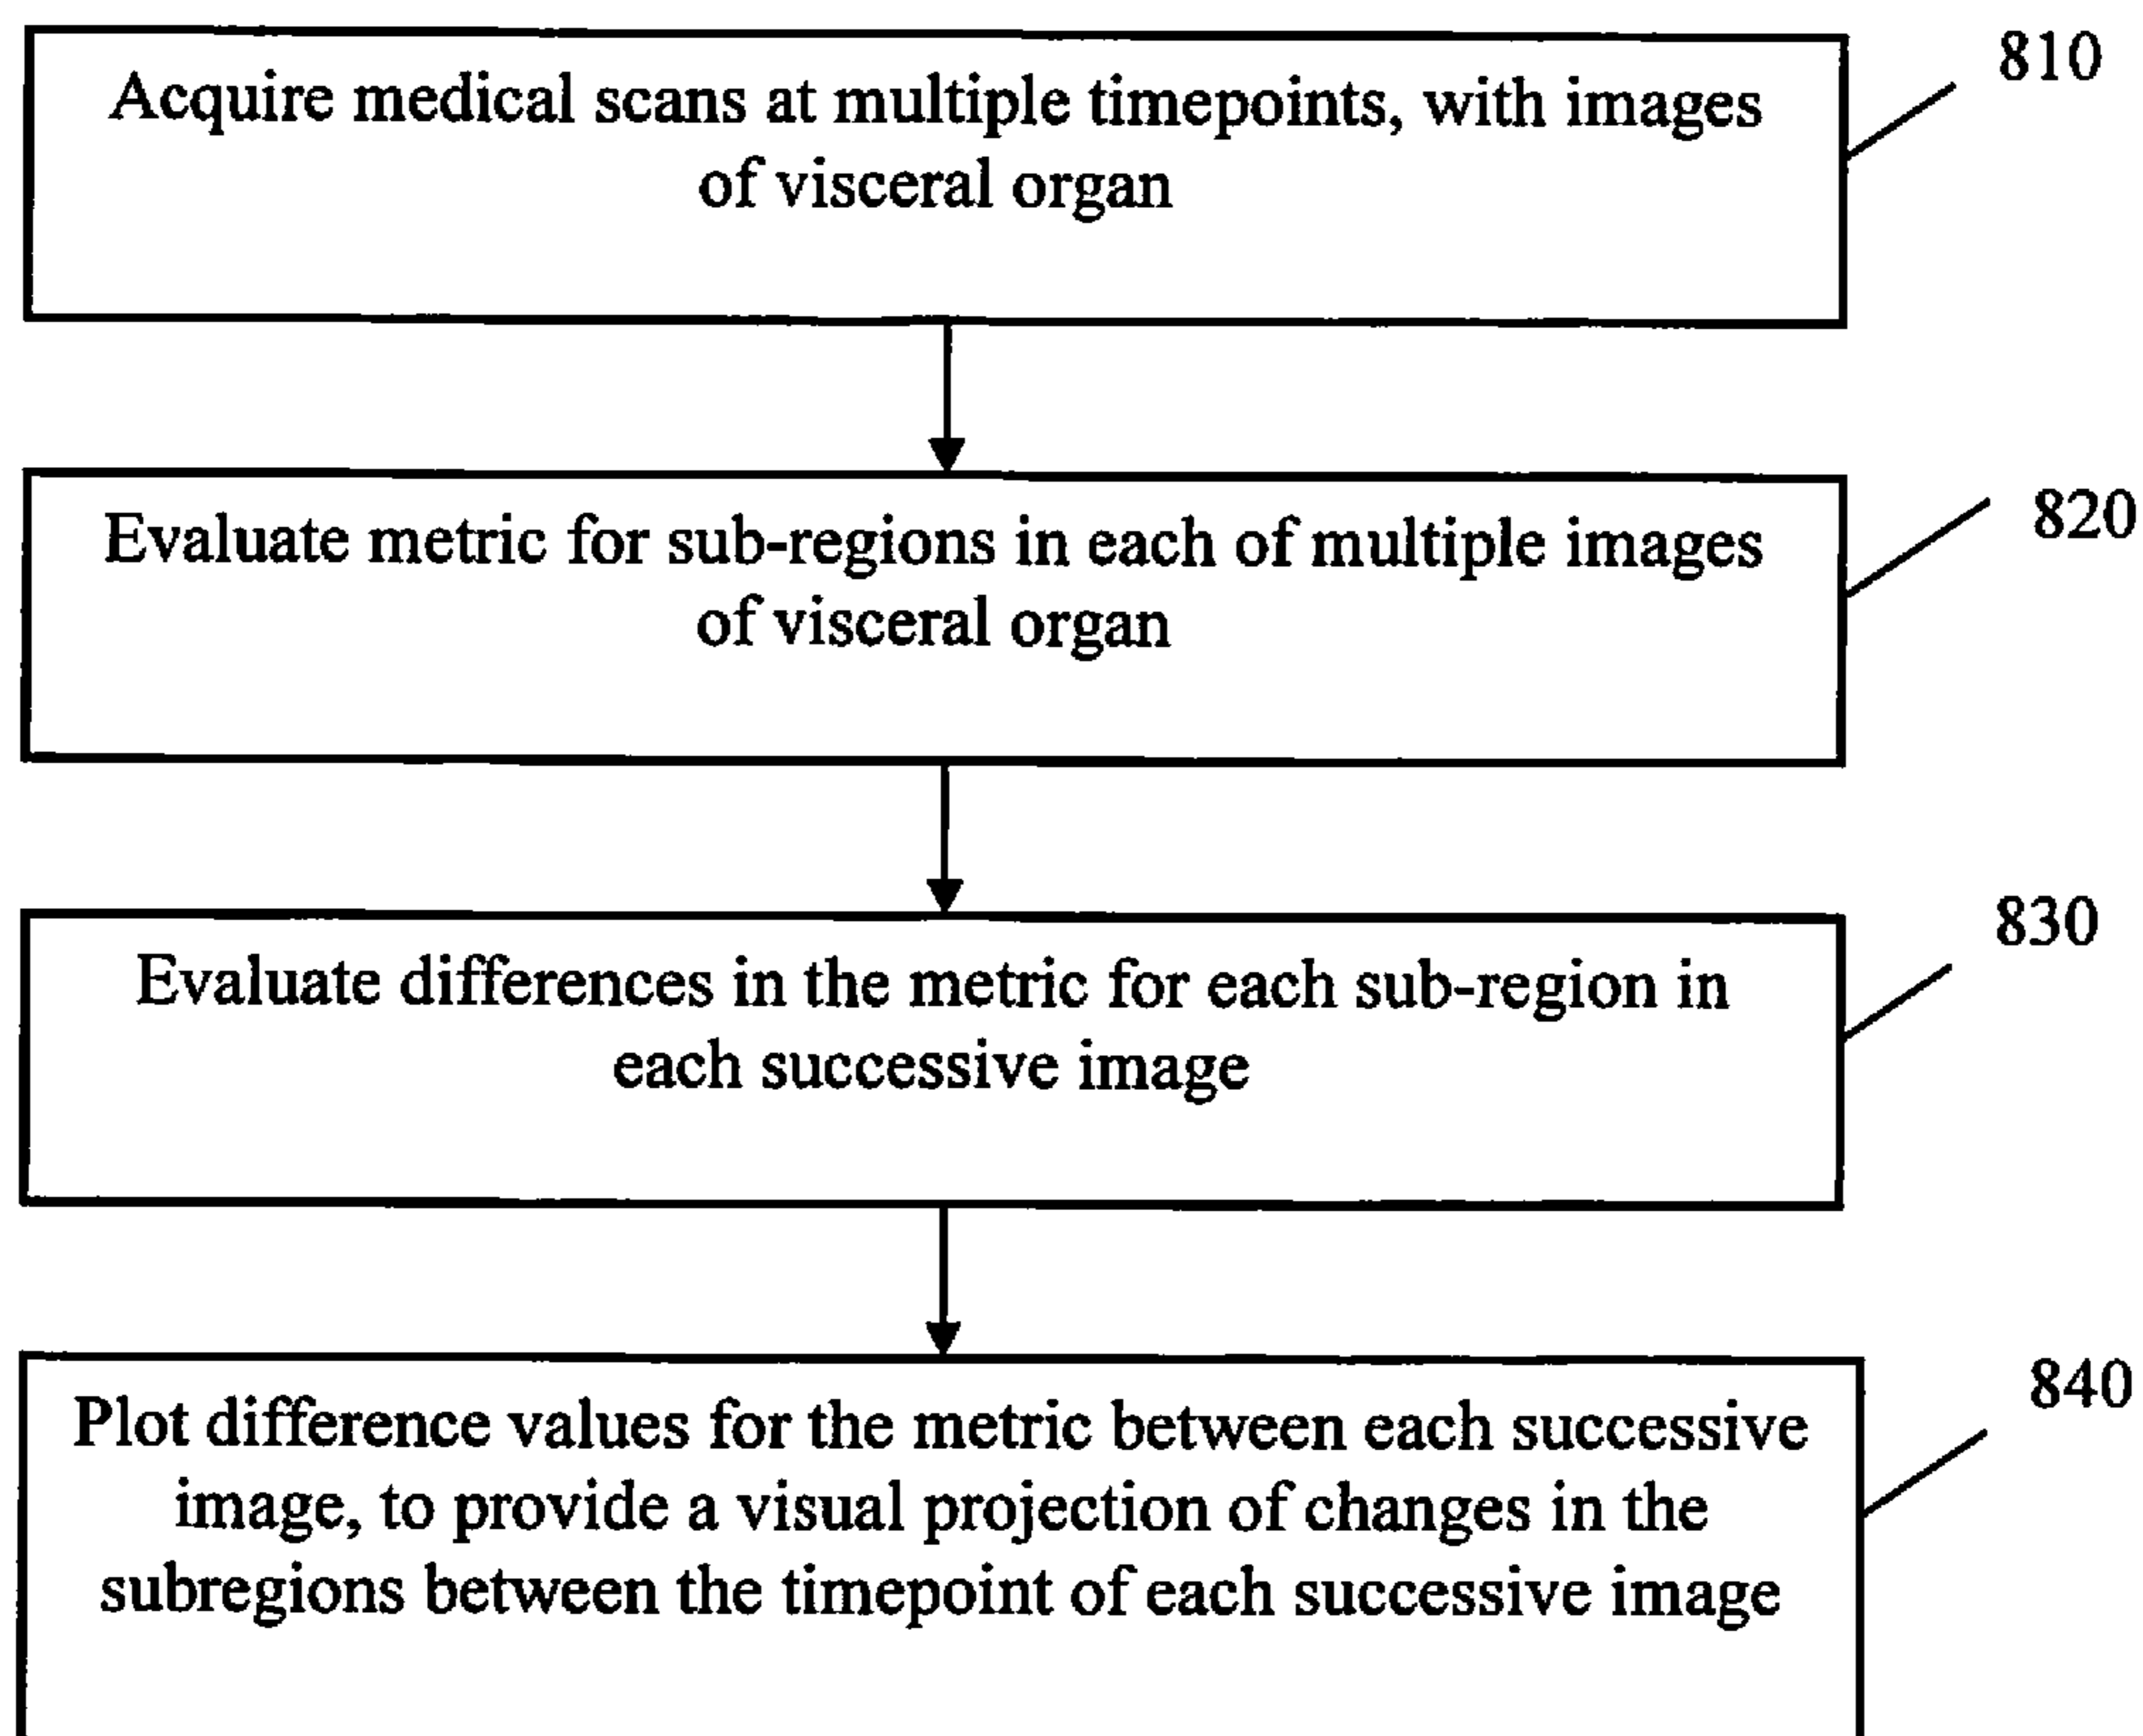 810
Acquire medical scans at multiple timepoints, with images
of visceral organ
820
Evaluate metric for sub-regions in each of multiple images
of visceral organ
830
Evaluate differences in the metric for each sub-region in
each successive image
840
Plot difference values for the metric between each successive
image, to provide a visual projection of changes in the
subregions between the timepoint of each successive image